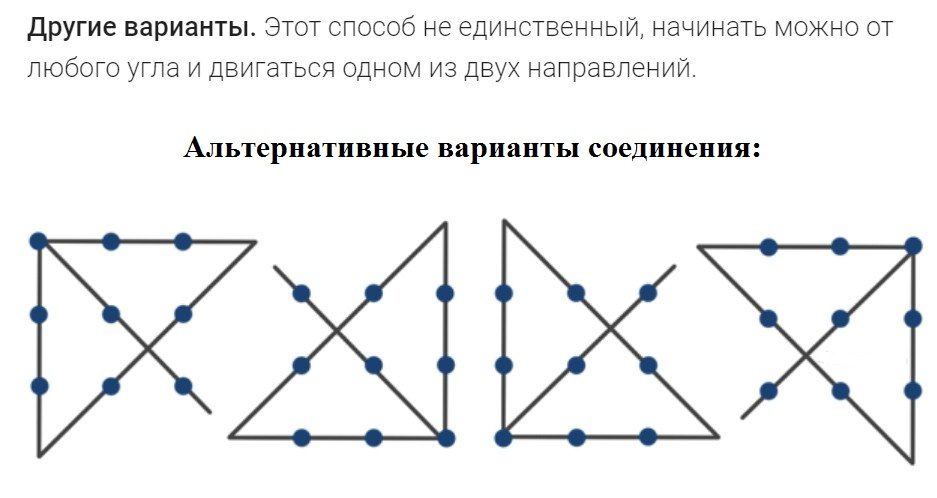 Другие варианты. Этот способ не единственный, начинать можно от
любого угла и двигаться одном из двух направлений.
Альтернативные варианты соединения: